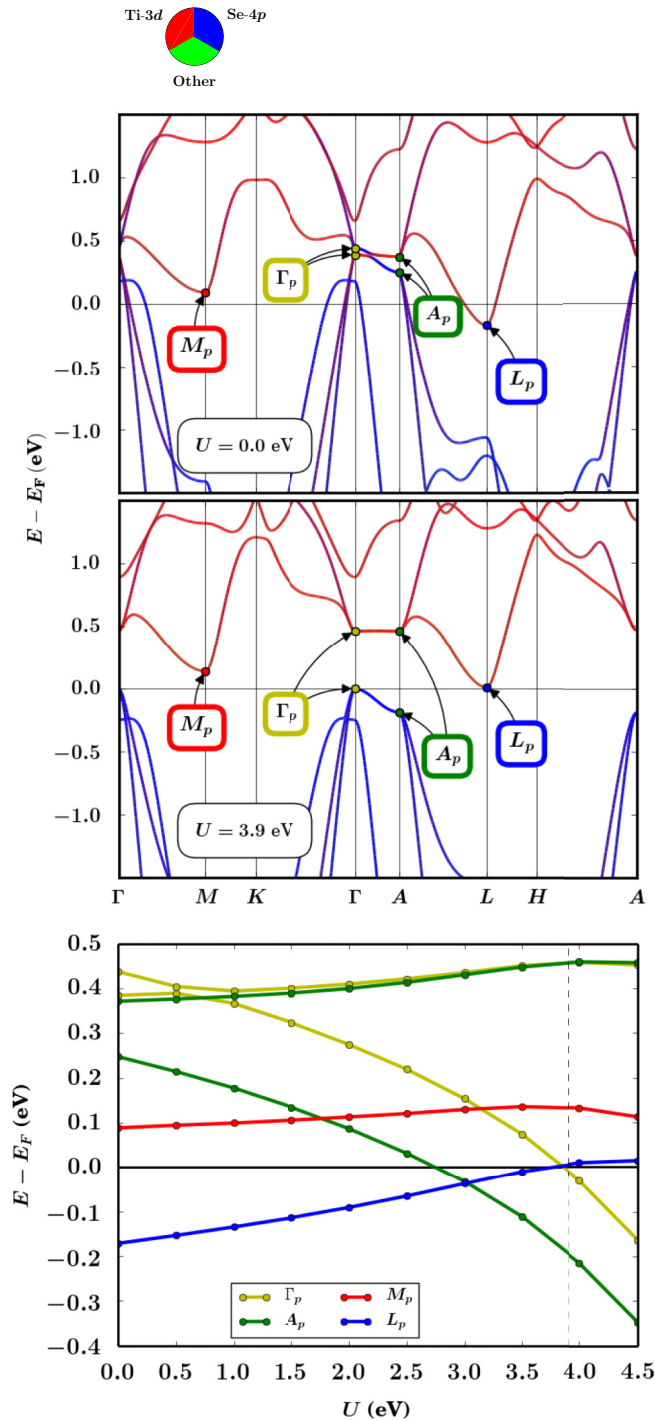 Ti-3d Se-4p
Other
1.0
0.5
0.0
−0.5
−1.0
E − E_F (eV)
Γ_p
A_p
M_p
L_p
U = 0.0 eV
1.0
0.5
0.0
−0.5
−1.0
M_p
Γ_p
A_p
L_p
U = 3.9 eV
Γ M K Γ A L H A
0.5
0.4
0.3
0.2
0.1
0.0
−0.1
−0.2
−0.3
−0.4
E − E_F (eV)
Γ_p M_p
A_p L_p
0.0 0.5 1.0 1.5 2.0 2.5 3.0 3.5 4.0 4.5
U (eV)